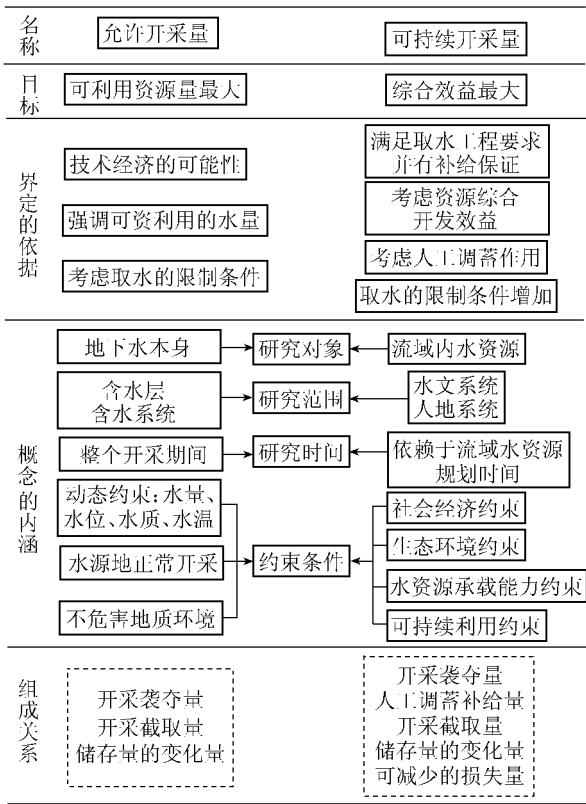 名称
允许开采量
可持续开采量
目标
可利用资源量最大
综合效益最大
界定的依据
技术经济的可能性
强调可资利用的水量
考虑取水的限制条件
满足取水工程要求
并有补给保证
考虑资源综合
开发效益
考虑人工调蓄作用
取水的限制条件增加
概念的内涵
地下水本身
研究对象
流域内水资源
含水层
含水系统
研究范围
水文系统
人地系统
整个开采期间
研究时间
依赖于流域水资源
规划时间
动态约束:水量、
水位、水质、水温
水源地正常开采
不危害地质环境
约束条件
社会经济约束
生态环境约束
水资源承载能力约束
可持续利用约束
组成关系
开采袭夺量
开采截取量
储存量的变化量
开采袭夺量
人工调蓄补给量
开采截取量
储存量的变化量
可减少的损失量